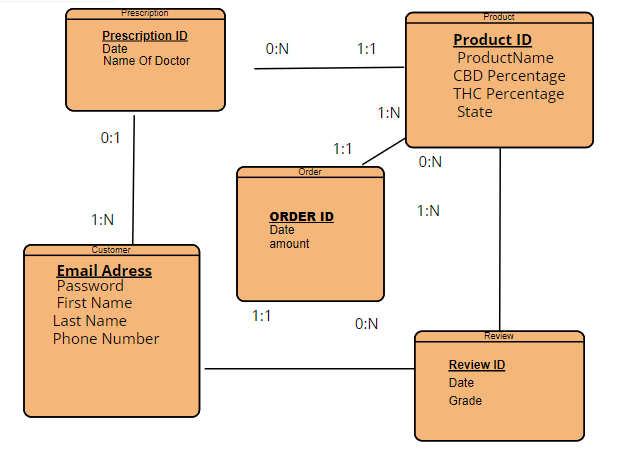 Prescription
Prescription ID
Date
Name Of Doctor
0:N
1:1
Product
Product ID
ProductName
CBD Percentage
THC Percentage
State
1:N
0:1
1:1
0:N
Order
ORDER ID
Date
amount
1:N
1:N
Customer
Email Adress
Password
First Name
Last Name
Phone Number
1:1
0:N
Review
Review ID
Date
Grade